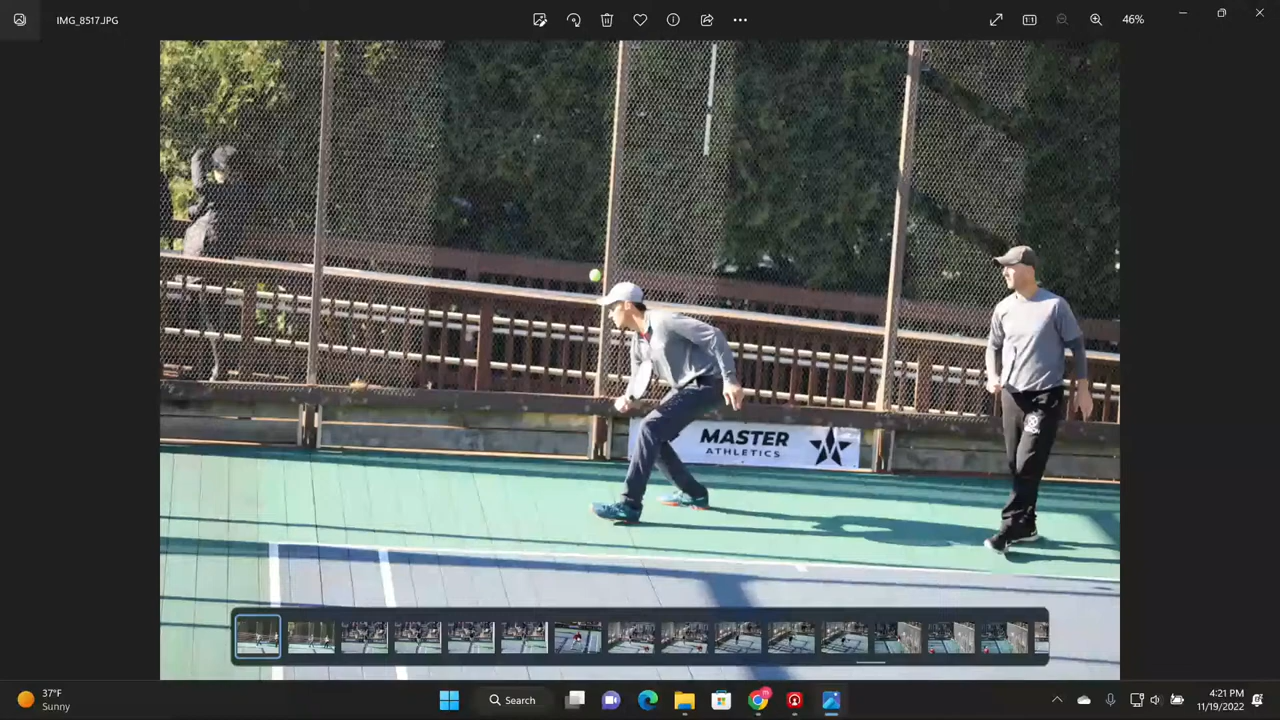 IMG_8517.JPG
46%
MASTER
ATHLETICS
37°F
Sunny
Search
4:21 PM
11/19/2022